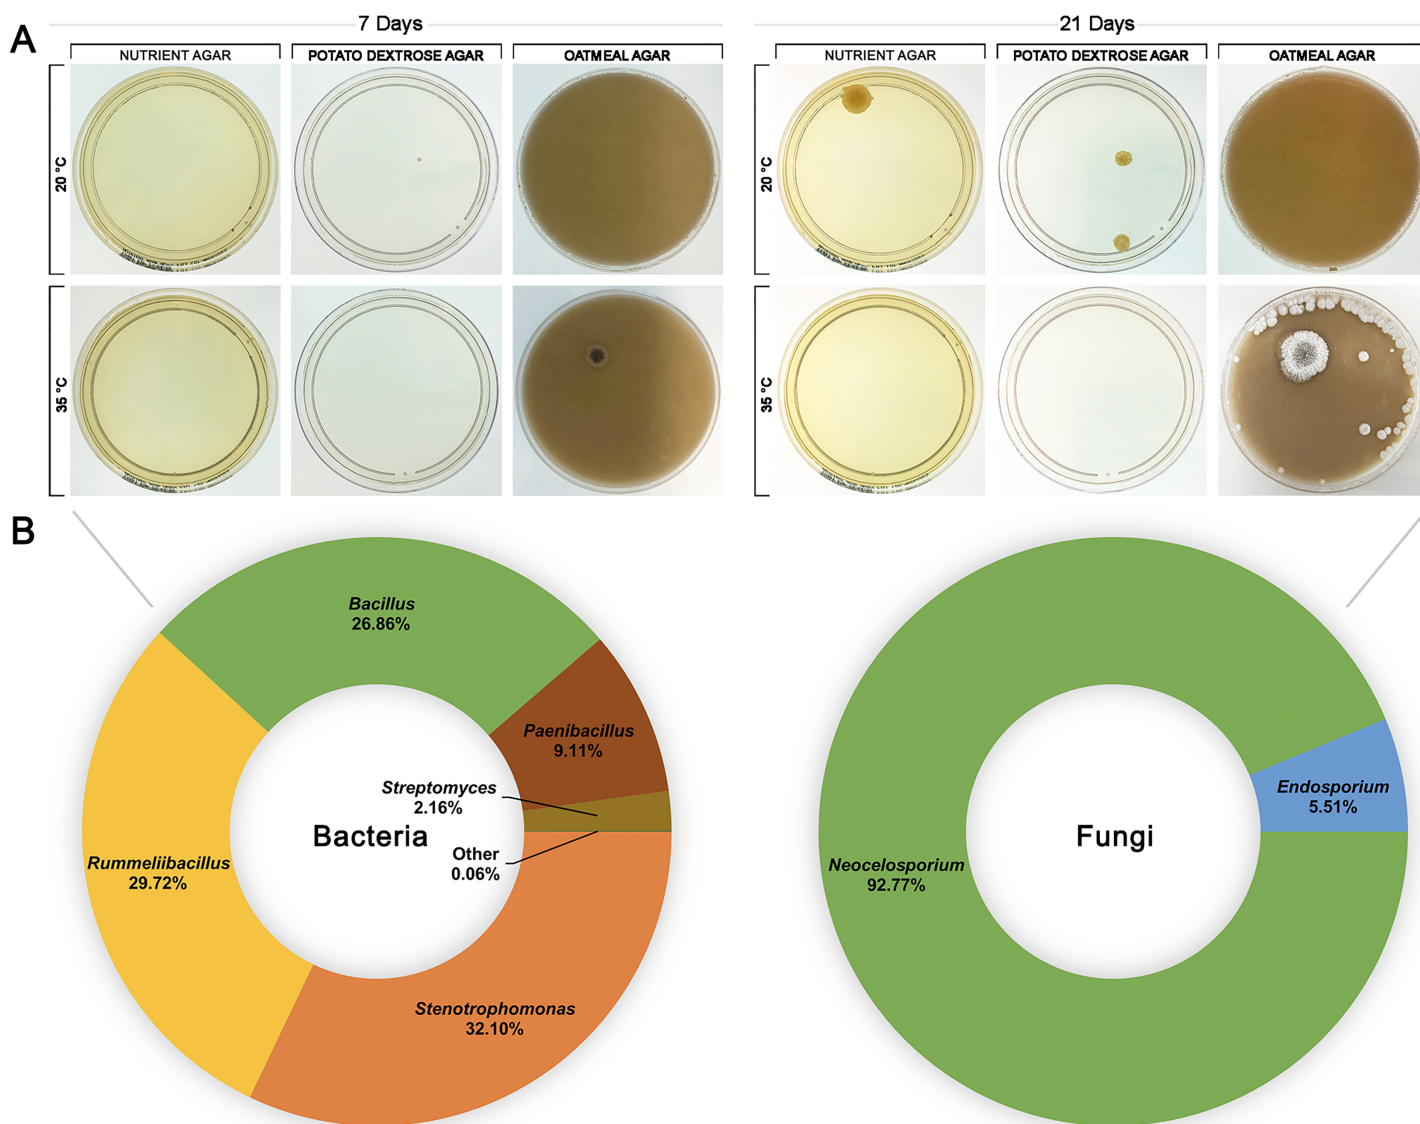 7 Days
21 Days
A
NUTRIENT AGAR
POTATO DEXTROSE AGAR
OATMEAL AGAR
NUTRIENT AGAR
POTATO DEXTROSE AGAR
OATMEAL AGAR
20 °C
20 °C
35 °C
35 °C
B
Bacillus
26.86%
Paenibacillus
9.11%
Streptomyces
2.16%
Bacteria
Other
0.06%
Rummeliibacillus
29.72%
Stenotrophomonas
32.10%
Endosporium
5.51%
Fungi
Neocelosporium
92.77%